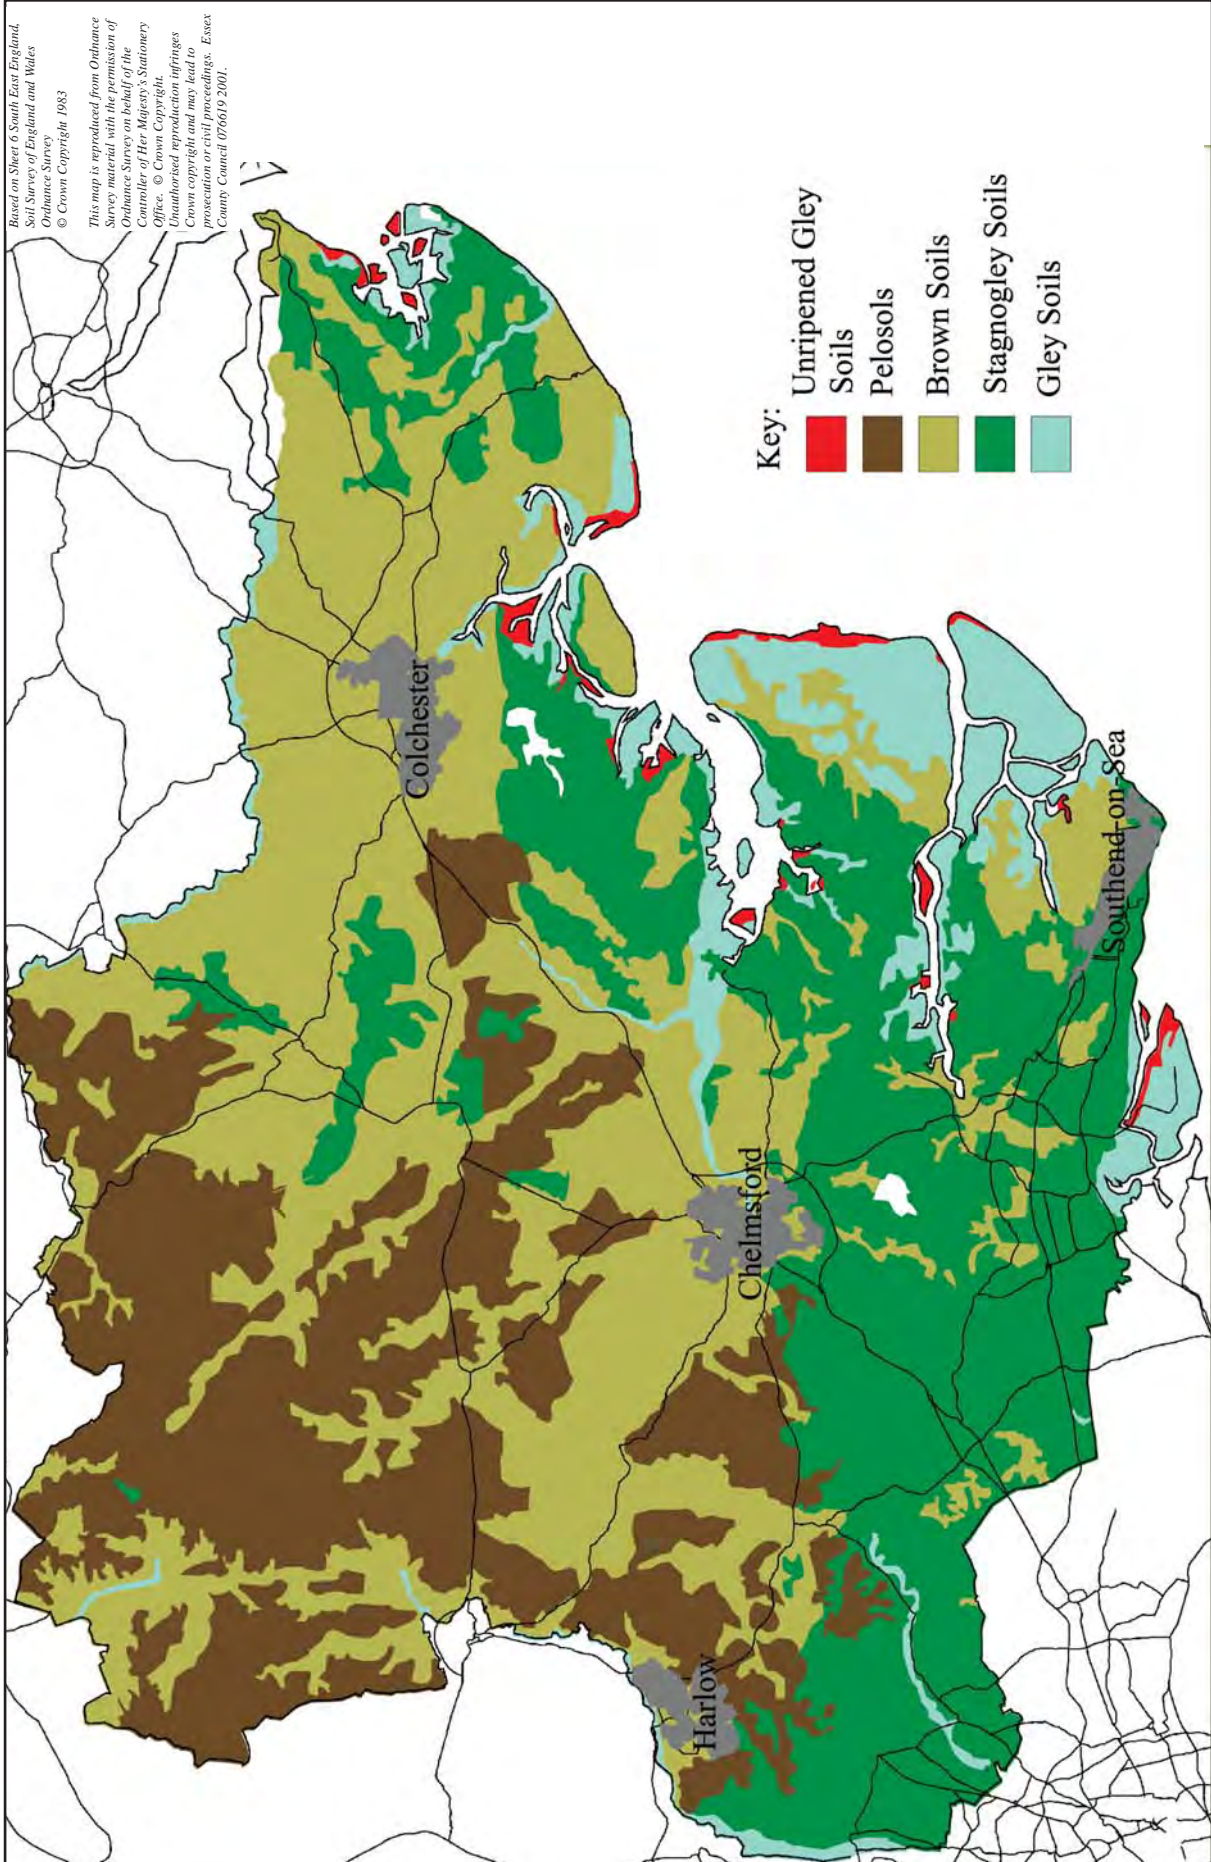 Based on Sheet 6 South East England,
Soil Survey of England and Wales
Ordnance Survey
© Crown Copyright 1983
This map is reproduced from Ordnance
Survey material with the permission of
Ordnance Survey on behalf of the
Controller of Her Majesty's Stationery
Office. © Crown Copyright.
Unauthorised reproduction infringes
Crown copyright and may lead to
prosecution or civil proceedings. Essex
County Council 076619 2001.
Colchester
Chelmsford
Harlow
Southend-on-Sea
Key:
Unripened Gley
Soils
Pelosols
Brown Soils
Stagnogley Soils
Gley Soils